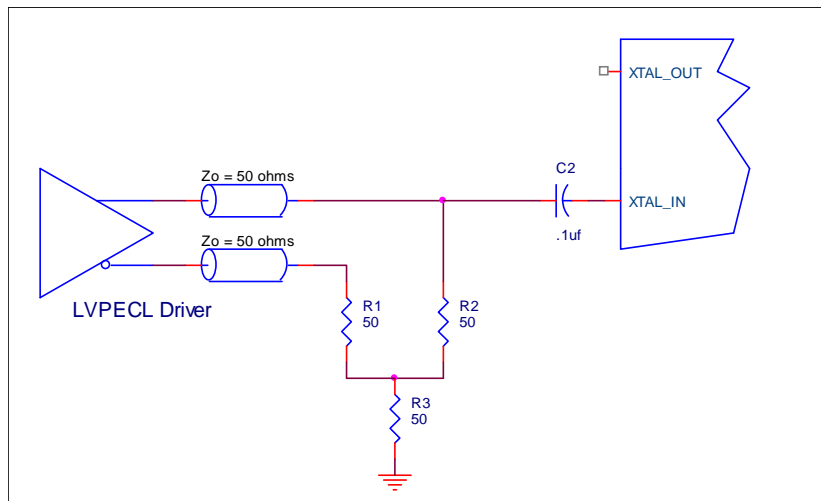 XTAL_OUT
Zo = 50 ohms
C2
XTAL_IN
.1uf
Zo = 50 ohms
LVPECL Driver
R1
50
R2
50
R3
50